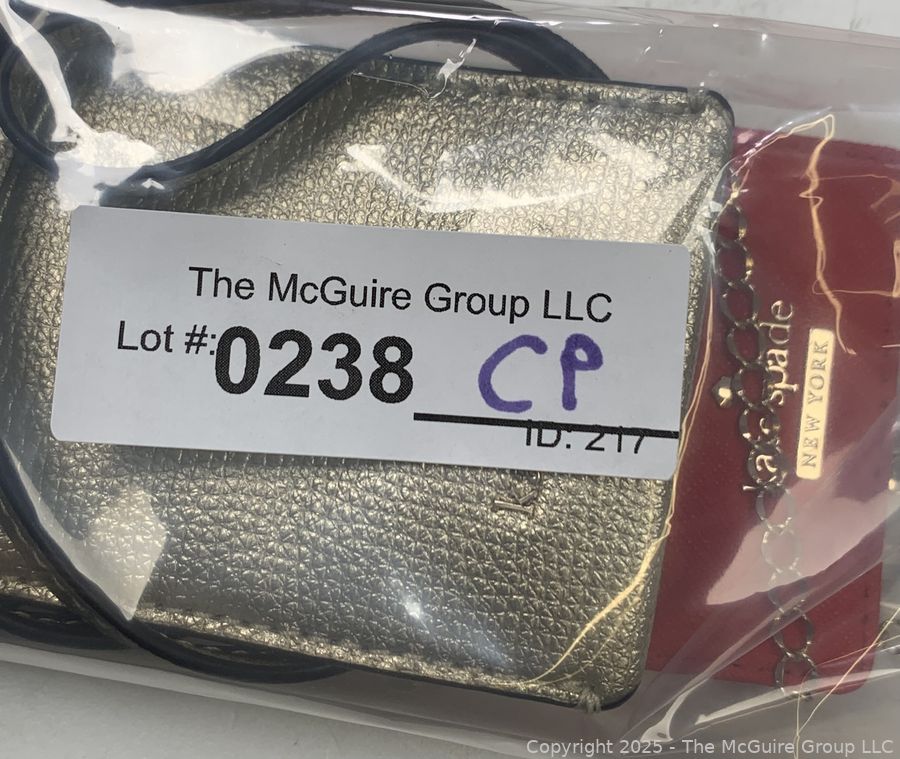 The McGuire Group LLC
Lot #:0238 CP
ID: 217
K
kate spade
NEW YORK
Copyright 2025 - The McGuire Group LLC